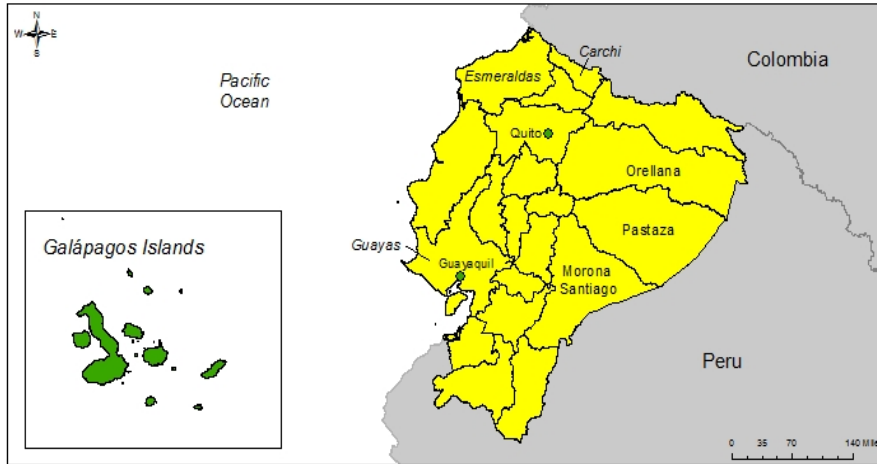 N
W E
S
Pacific
Ocean
Esmeraldas
Carchi
Colombia
Quito
Orellana
Pastaza
Galápagos Islands
Guayas
Guayaquil
Morona
Santiago
Peru
0 35 70 140 Mile